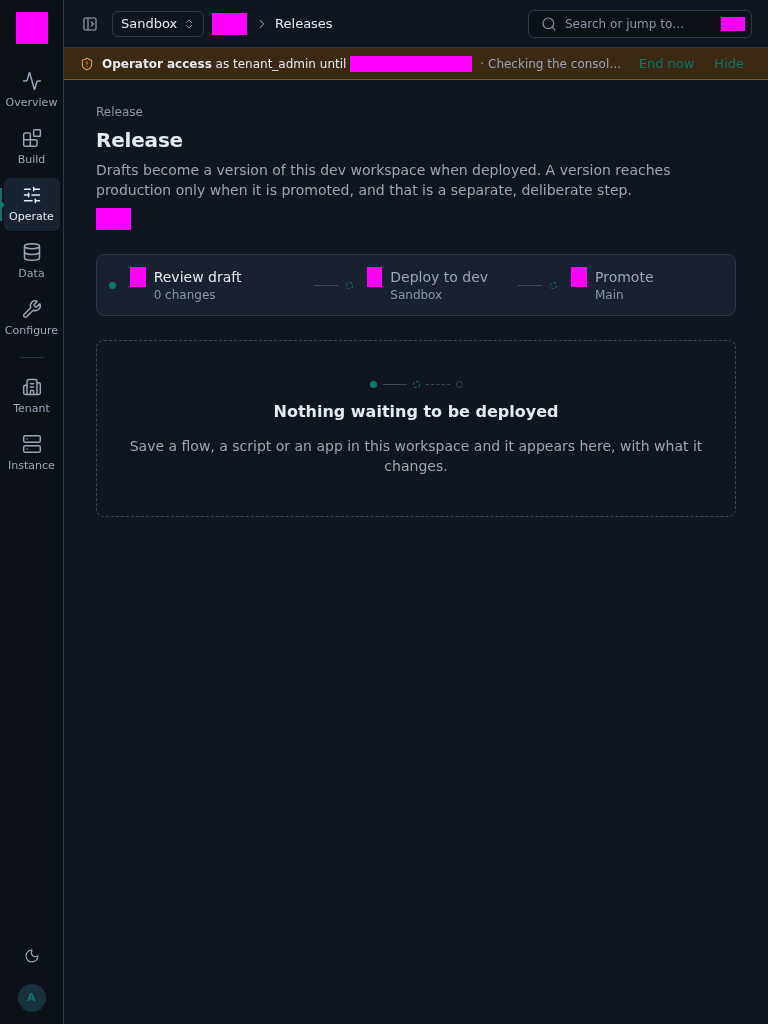 Sandbox
Releases
Search or jump to…
Operator access as tenant_admin until
· Checking the consol…
End now
Hide
Overview
Build
Operate
Data
Configure
Tenant
Instance
A
Release
Release
Drafts become a version of this dev workspace when deployed. A version reaches
production only when it is promoted, and that is a separate, deliberate step.
Review draft
0 changes
Deploy to dev
Sandbox
Promote
Main
Nothing waiting to be deployed
Save a flow, a script or an app in this workspace and it appears here, with what it
changes.